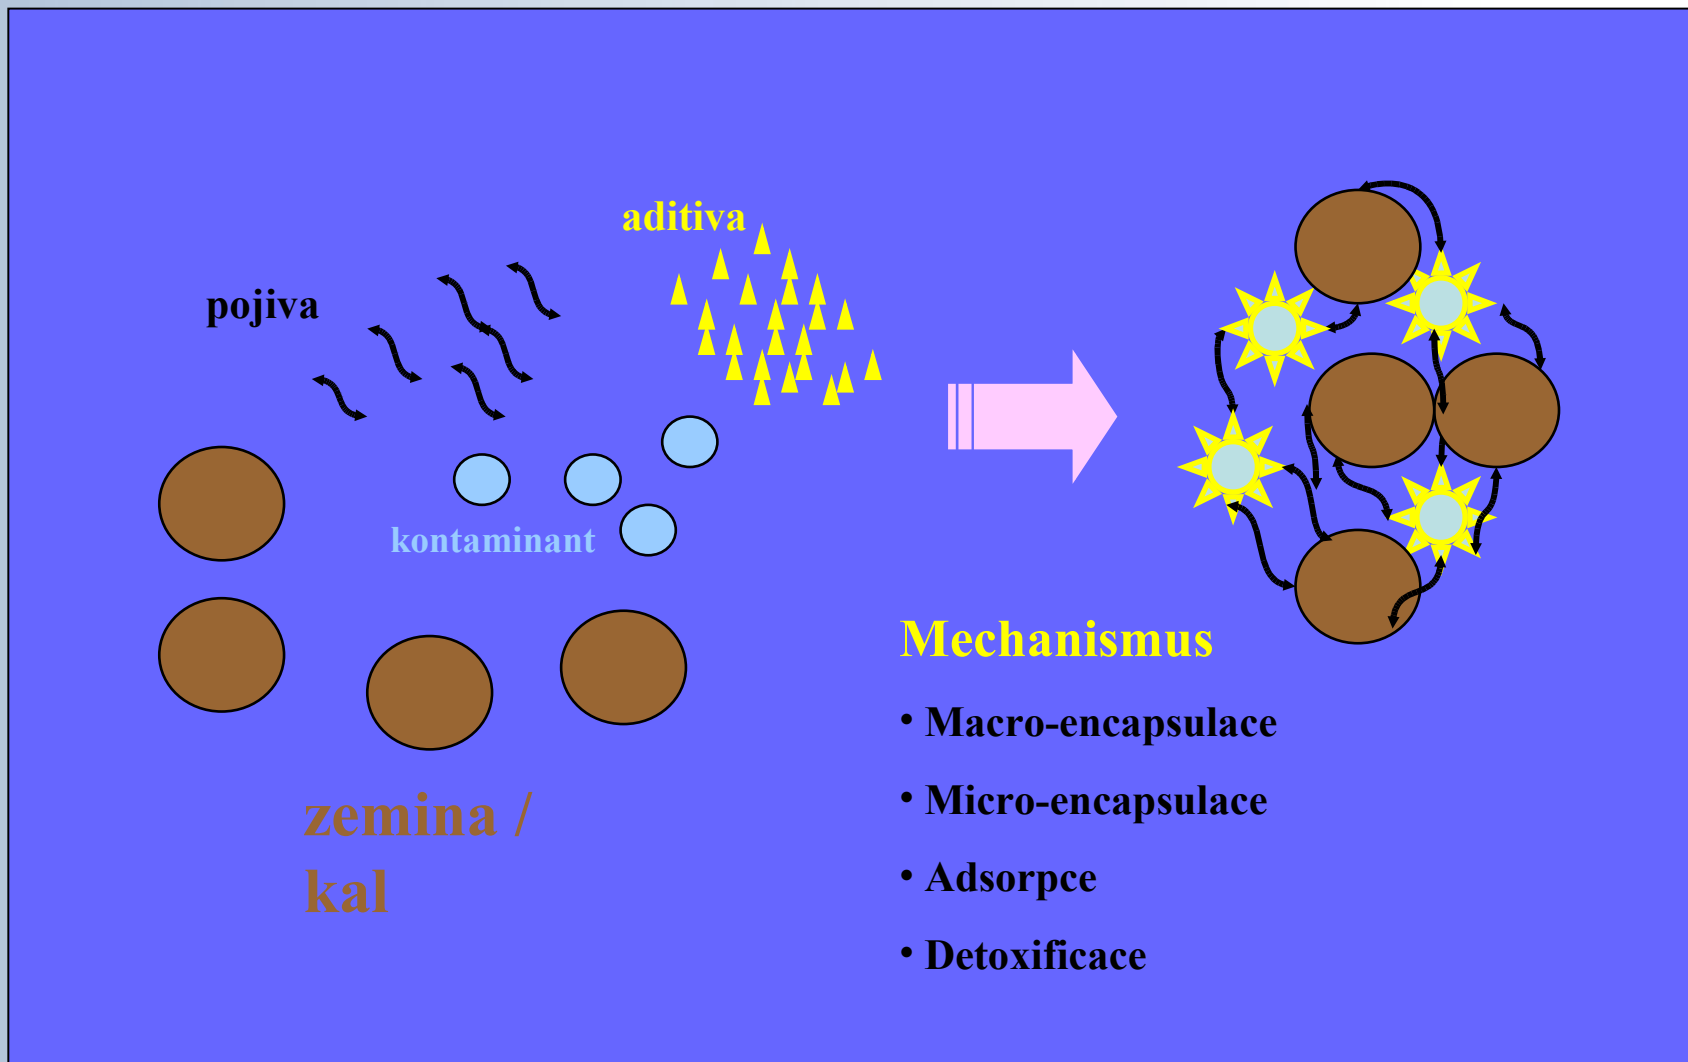 aditiva
pojiva
kontaminant
zemina /
kal
Mechanismus
• Macro-encapsulace
• Micro-encapsulace
• Adsorpce
• Detoxificace